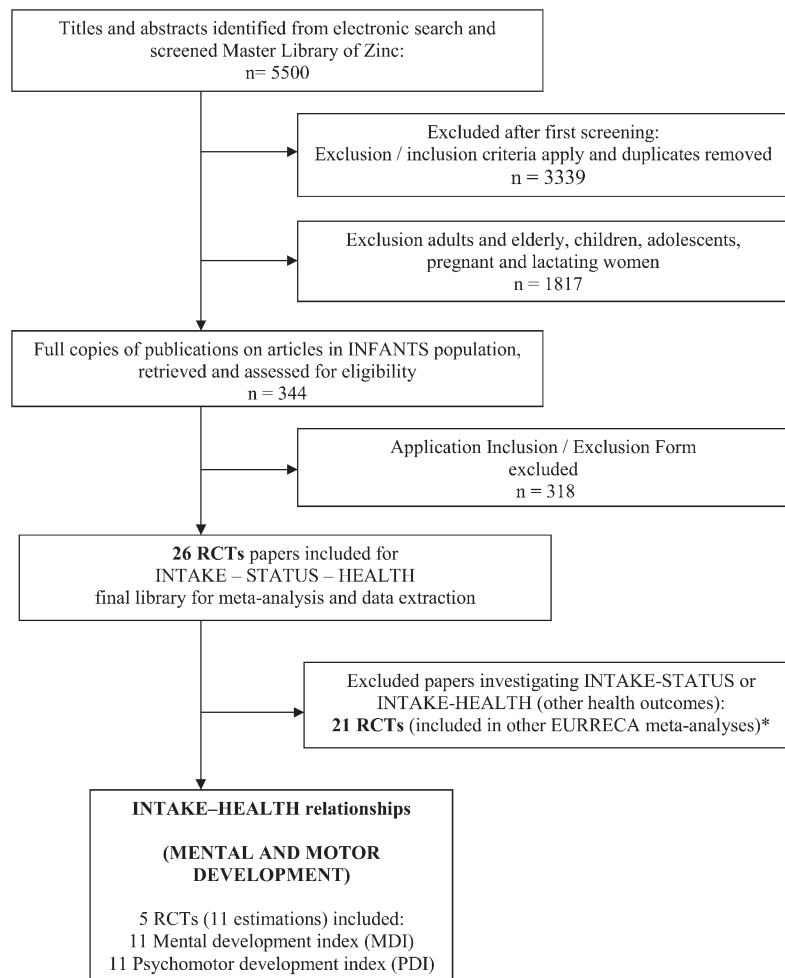 Titles and abstracts identified from electronic search and
screened Master Library of Zinc:
n= 5500
Excluded after first screening:
Exclusion / inclusion criteria apply and duplicates removed
n = 3339
Exclusion adults and elderly, children, adolescents,
pregnant and lactating women
n = 1817
Full copies of publications on articles in INFANTS population,
retrieved and assessed for eligibility
n = 344
Application Inclusion / Exclusion Form
excluded
n = 318
26 RCTs papers included for
INTAKE – STATUS – HEALTH
final library for meta-analysis and data extraction
Excluded papers investigating INTAKE-STATUS or
INTAKE-HEALTH (other health outcomes):
21 RCTs (included in other EURRECA meta-analyses)*
INTAKE–HEALTH relationships
(MENTAL AND MOTOR
DEVELOPMENT)
5 RCTs (11 estimations) included:
11 Mental development index (MDI)
11 Psychomotor development index (PDI)